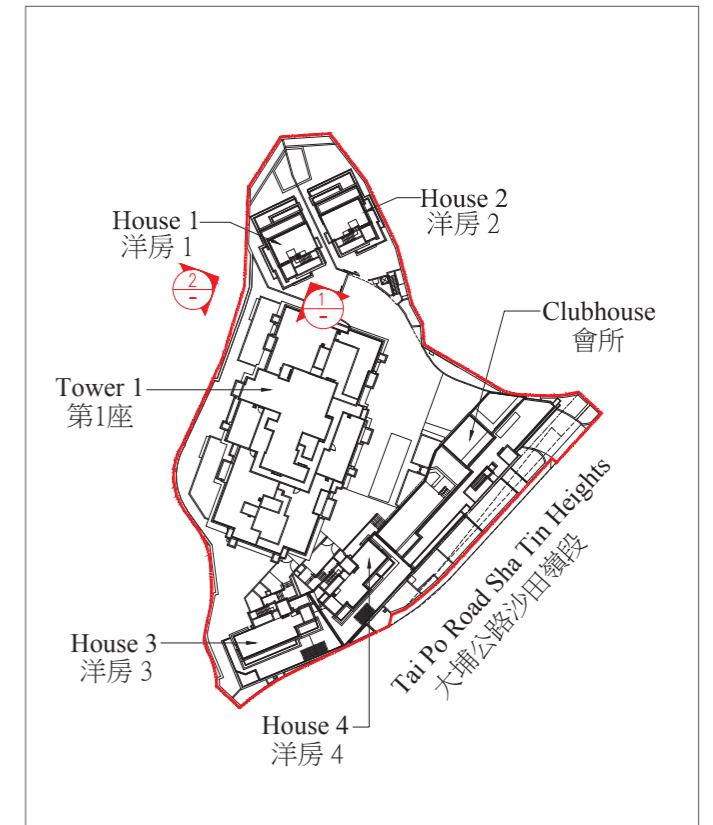 House 1
洋房 1
House 2
洋房 2
2
-
1
-
Clubhouse
會所
Tower 1
第1座
Tai Po Road Sha Tin Heights
大埔公路沙田嶺段
House 3
洋房 3
House 4
洋房 4